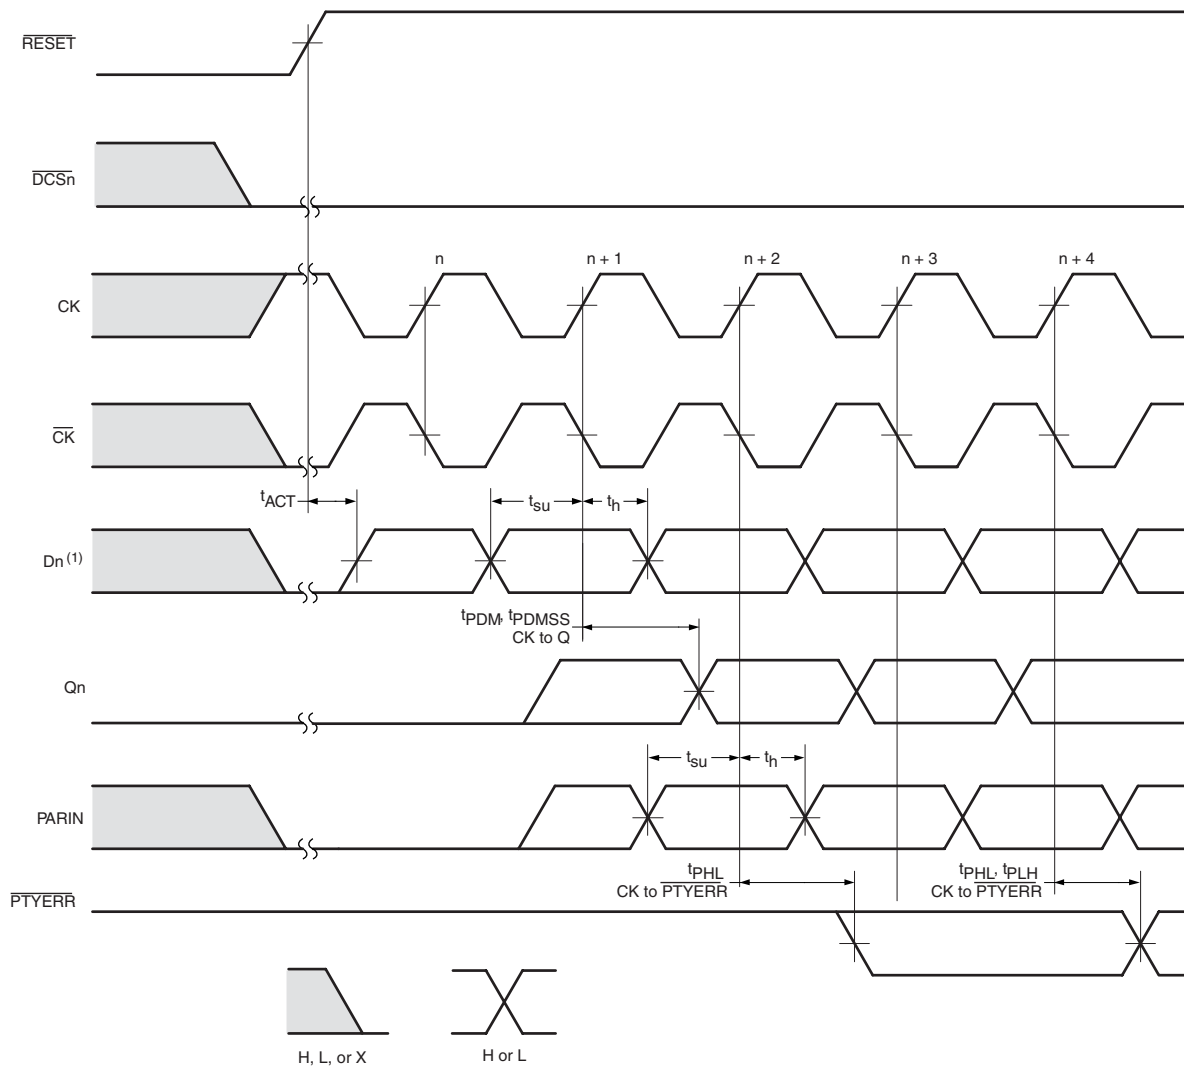 RESET
DCSn
n n + 1 n + 2 n + 3 n + 4
CK
CK
tACT tsu th
Dn(1)
tPDM, tPDMSS
CK to Q
Qn
tsu th
PARIN
tPHL
CK to PTYERR
tPHL, tPLH
CK to PTYERR
PTYERR
H, L, or X
H or L